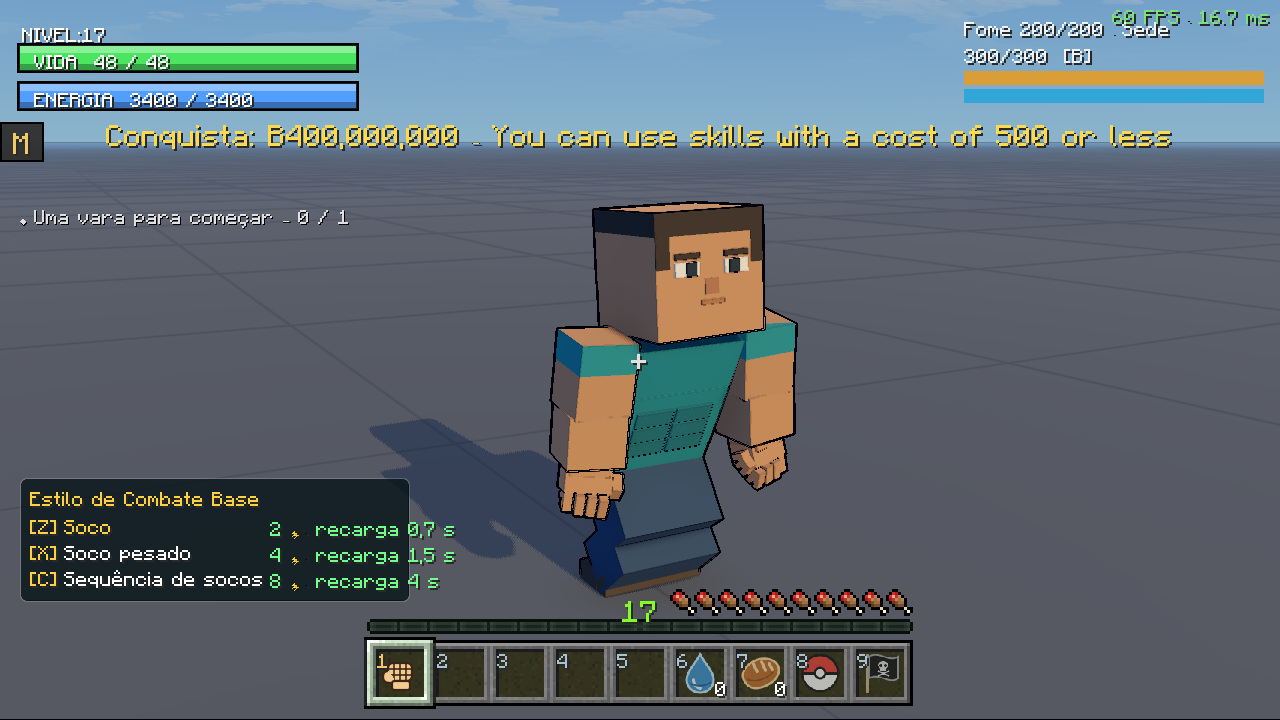 NIVEL:17
VIDA 48 / 48
ENERGIA 3400 / 3400
60 FPS · 16.7 ms
Fome 200/200 · Sede
300/300 [B]
M
Conquista: B400,000,000 - You can use skills with a cost of 500 or less
Uma vara para começar - 0 / 1
Estilo de Combate Base
[Z] Soco 2 recarga 0,7 s
[X] Soco pesado 4 recarga 1,5 s
[C] Sequência de socos 8 recarga 4 s
17
1 2 3 4 5 6 7 8 9
0 0